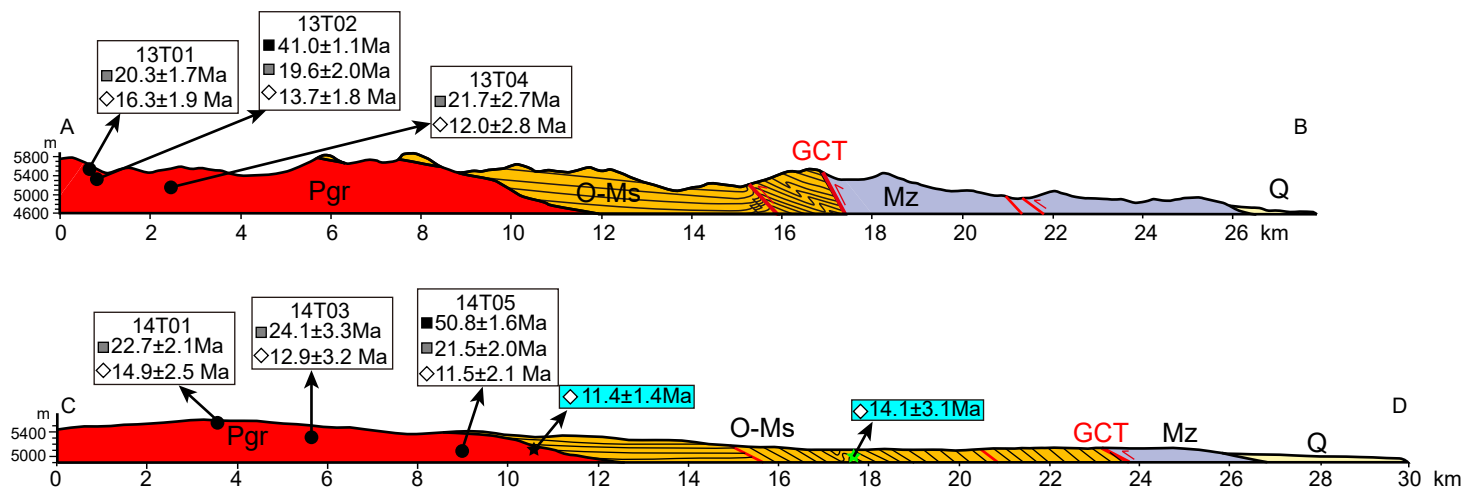 13T01
20.3±1.7Ma
16.3±1.9 Ma
13T02
41.0±1.1Ma
19.6±2.0Ma
13.7±1.8 Ma
13T04
21.7±2.7Ma
12.0±2.8 Ma
A
B
m
5800
5400
5000
4600
GCT
Pgr
O-Ms
Mz
Q
0 2 4 6 8 10 12 14 16 18 20 22 24 26 km
14T01
22.7±2.1Ma
14.9±2.5 Ma
14T03
24.1±3.3Ma
12.9±3.2 Ma
14T05
50.8±1.6Ma
21.5±2.0Ma
11.5±2.1 Ma
11.4±1.4Ma
14.1±3.1Ma
C
D
m
5400
5000
Pgr
O-Ms
GCT
Mz
Q
0 2 4 6 8 10 12 14 16 18 20 22 24 26 28 30 km